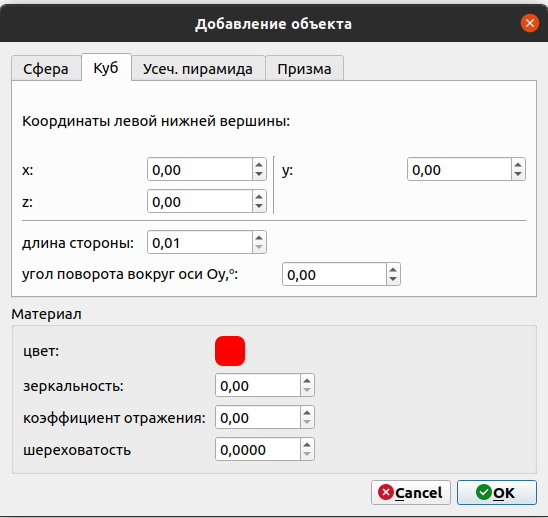 Добавление объекта
Сфера Куб Усеч. пирамида Призма
Координаты левой нижней вершины:
x: 0,00 y: 0,00
z: 0,00
длина стороны: 0,01
угол поворота вокруг оси Oy,º: 0,00
Материал
цвет:
зеркальность: 0,00
коэффициент отражения: 0,00
шереховатость 0,0000
Cancel OK